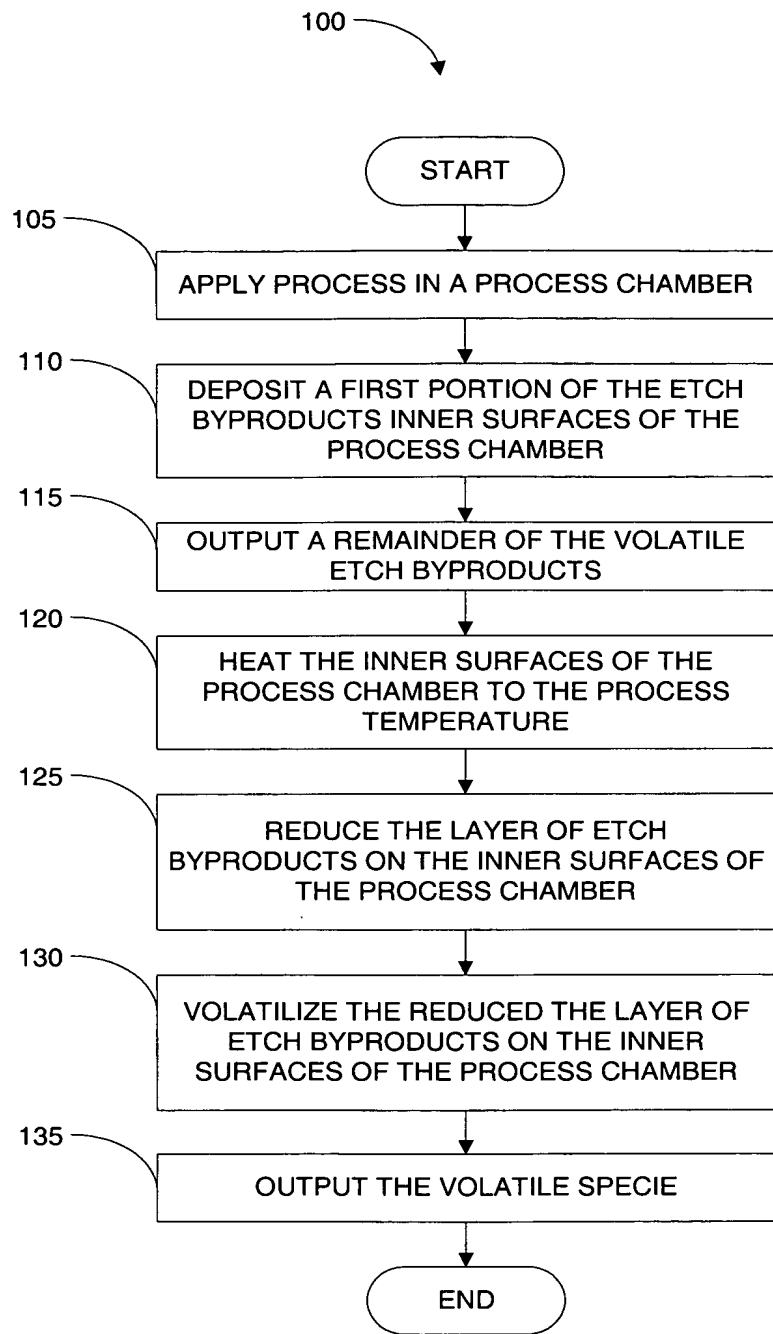 100
START
105
APPLY PROCESS IN A PROCESS CHAMBER
110
DEPOSIT A FIRST PORTION OF THE ETCH
BYPRODUCTS INNER SURFACES OF THE
PROCESS CHAMBER
115
OUTPUT A REMAINDER OF THE VOLATILE
ETCH BYPRODUCTS
120
HEAT THE INNER SURFACES OF THE
PROCESS CHAMBER TO THE PROCESS
TEMPERATURE
125
REDUCE THE LAYER OF ETCH
BYPRODUCTS ON THE INNER SURFACES OF
THE PROCESS CHAMBER
130
VOLATILIZE THE REDUCED THE LAYER OF
ETCH BYPRODUCTS ON THE INNER
SURFACES OF THE PROCESS CHAMBER
135
OUTPUT THE VOLATILE SPECIE
END